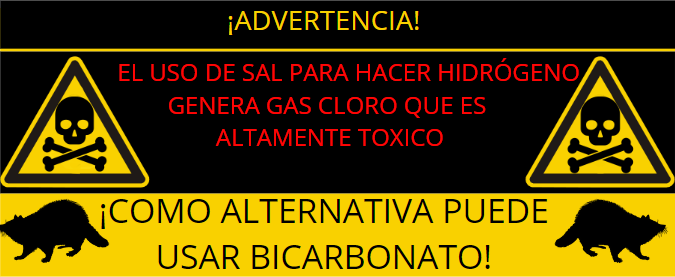 ¡ADVERTENCIA!
EL USO DE SAL PARA HACER HIDRÓGENO
GENERA GAS CLORO QUE ES
ALTAMENTE TOXICO
¡COMO ALTERNATIVA PUEDE
USAR BICARBONATO!